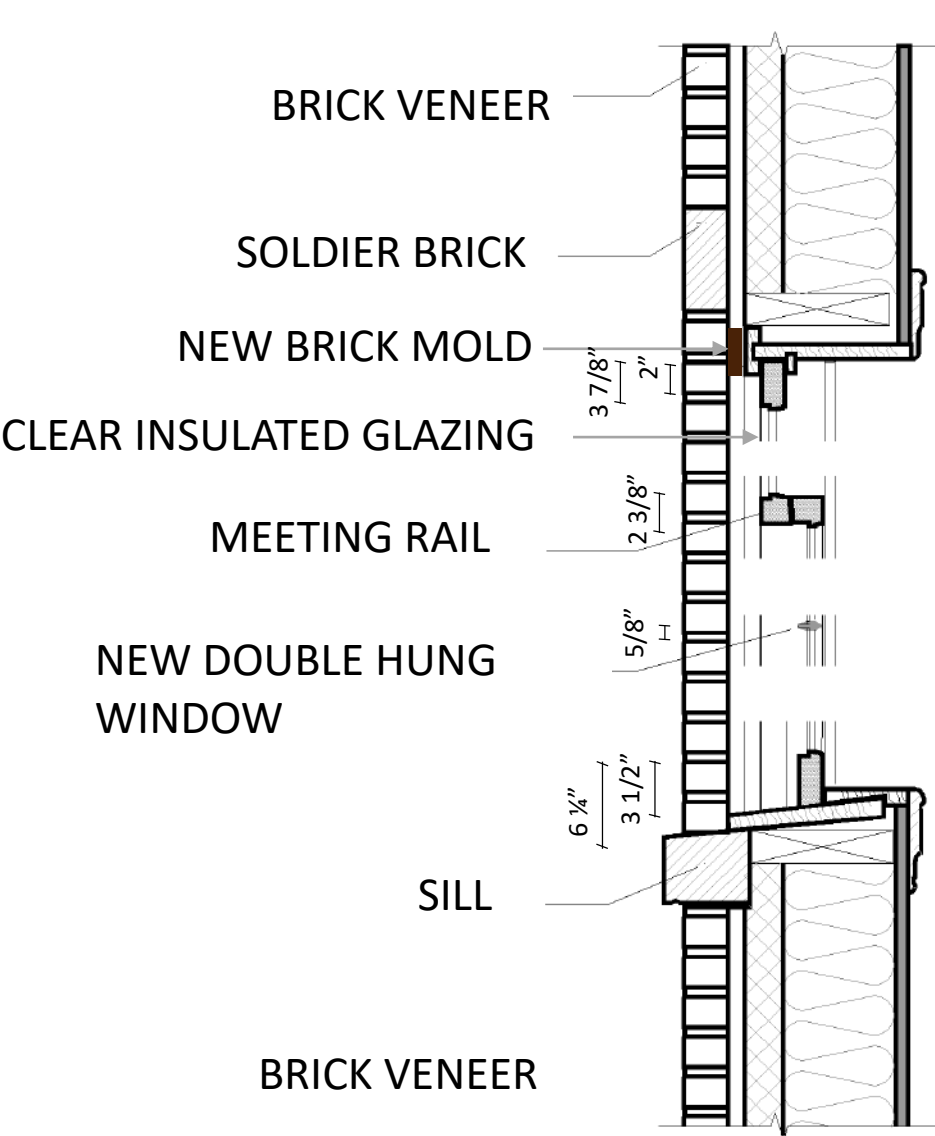 BRICK VENEER
SOLDIER BRICK
NEW BRICK MOLD
3 7/8”
2”
CLEAR INSULATED GLAZING
2 3/8”
MEETING RAIL
5/8”
NEW DOUBLE HUNG
WINDOW
6 ¼”
3 1/2”
SILL
BRICK VENEER